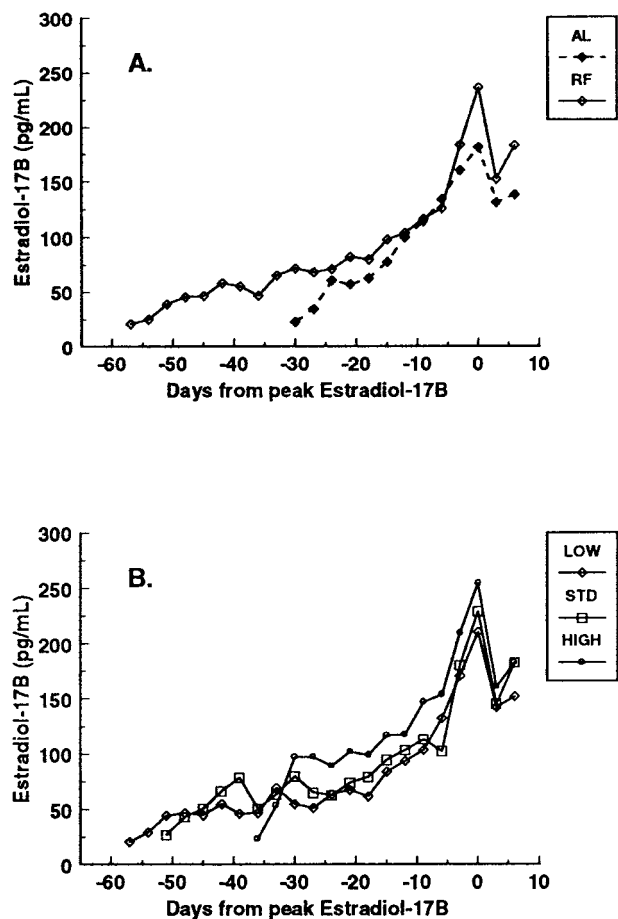 300
250
200
150
100
50
0
Estradiol-17B (pg/mL)
A.
AL
RF
-60 -50 -40 -30 -20 -10 0 10
Days from peak Estradiol-17B
300
250
200
150
100
50
0
Estradiol-17B (pg/mL)
B.
LOW
STD
HIGH
-60 -50 -40 -30 -20 -10 0 10
Days from peak Estradiol-17B